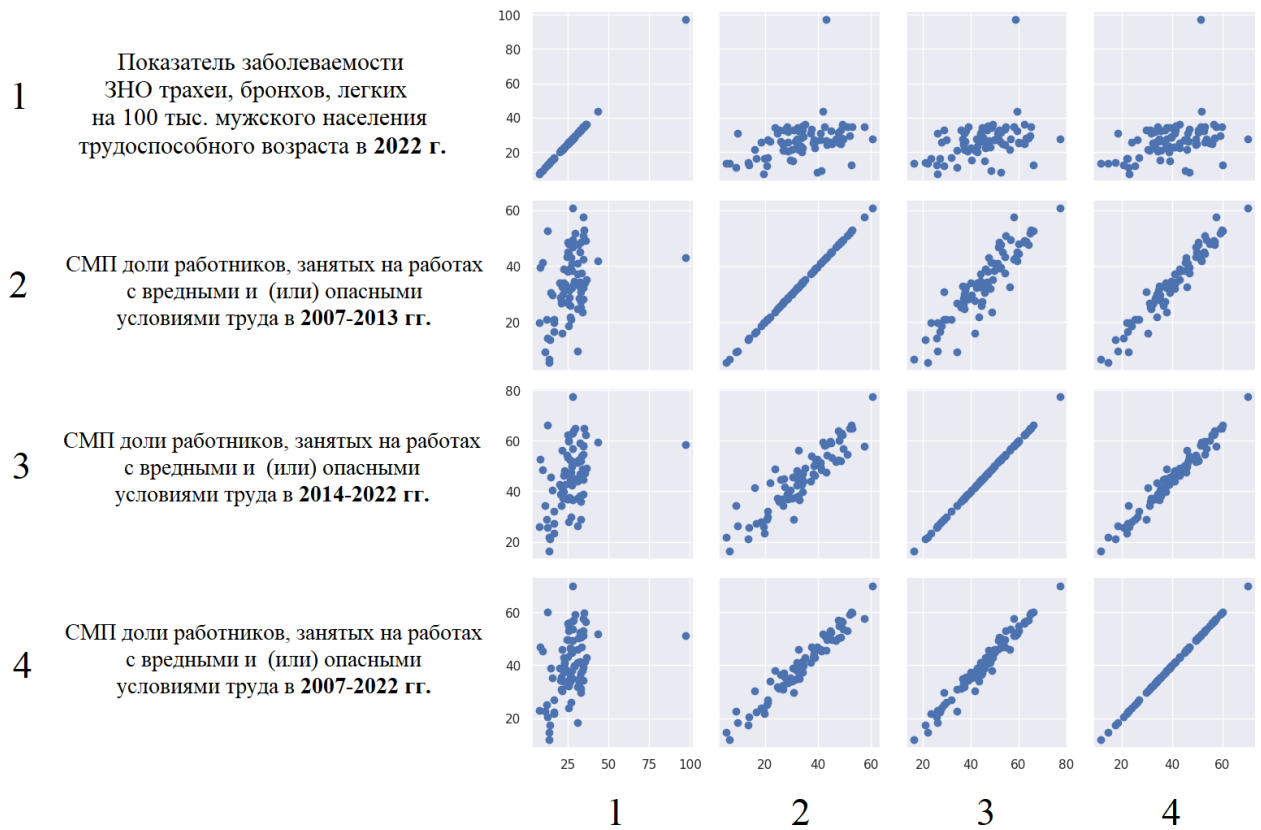 100
80
60
40
20
1
Показатель заболеваемости
ЗНО трахеи, бронхов, легких
на 100 тыс. мужского населения
трудоспособного возраста в 2022 г.
60
40
20
2
СМП доли работников, занятых на работах
с вредными и (или) опасными
условиями труда в 2007-2013 гг.
80
60
40
20
3
СМП доли работников, занятых на работах
с вредными и (или) опасными
условиями труда в 2014-2022 гг.
60
40
20
4
СМП доли работников, занятых на работах
с вредными и (или) опасными
условиями труда в 2007-2022 гг.
25 50 75 100 20 40 60 20 40 60 80 20 40 60
1 2 3 4